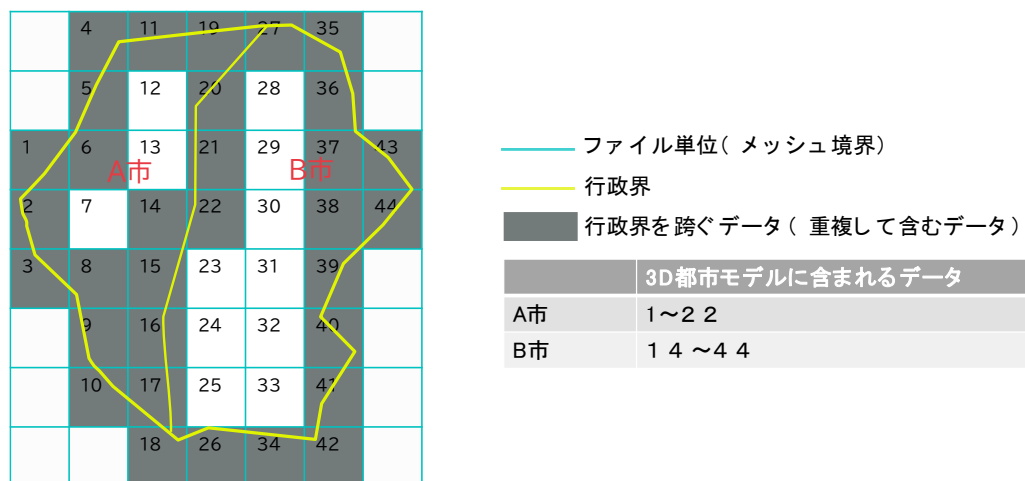 4 11 19 27 35
5 12 20 28 36
1 6 13 21 29 37 43
A市 B市
2 7 14 22 30 38 44
3 8 15 23 31 39
9 16 24 32 40
10 17 25 33 41
18 26 34 42
ファイル単位( メッシュ境界)
行政界
行政界を跨ぐデータ( 重複して含むデータ)
3D都市モデルに含まれるデータ
A市 1~22
B市 14~44